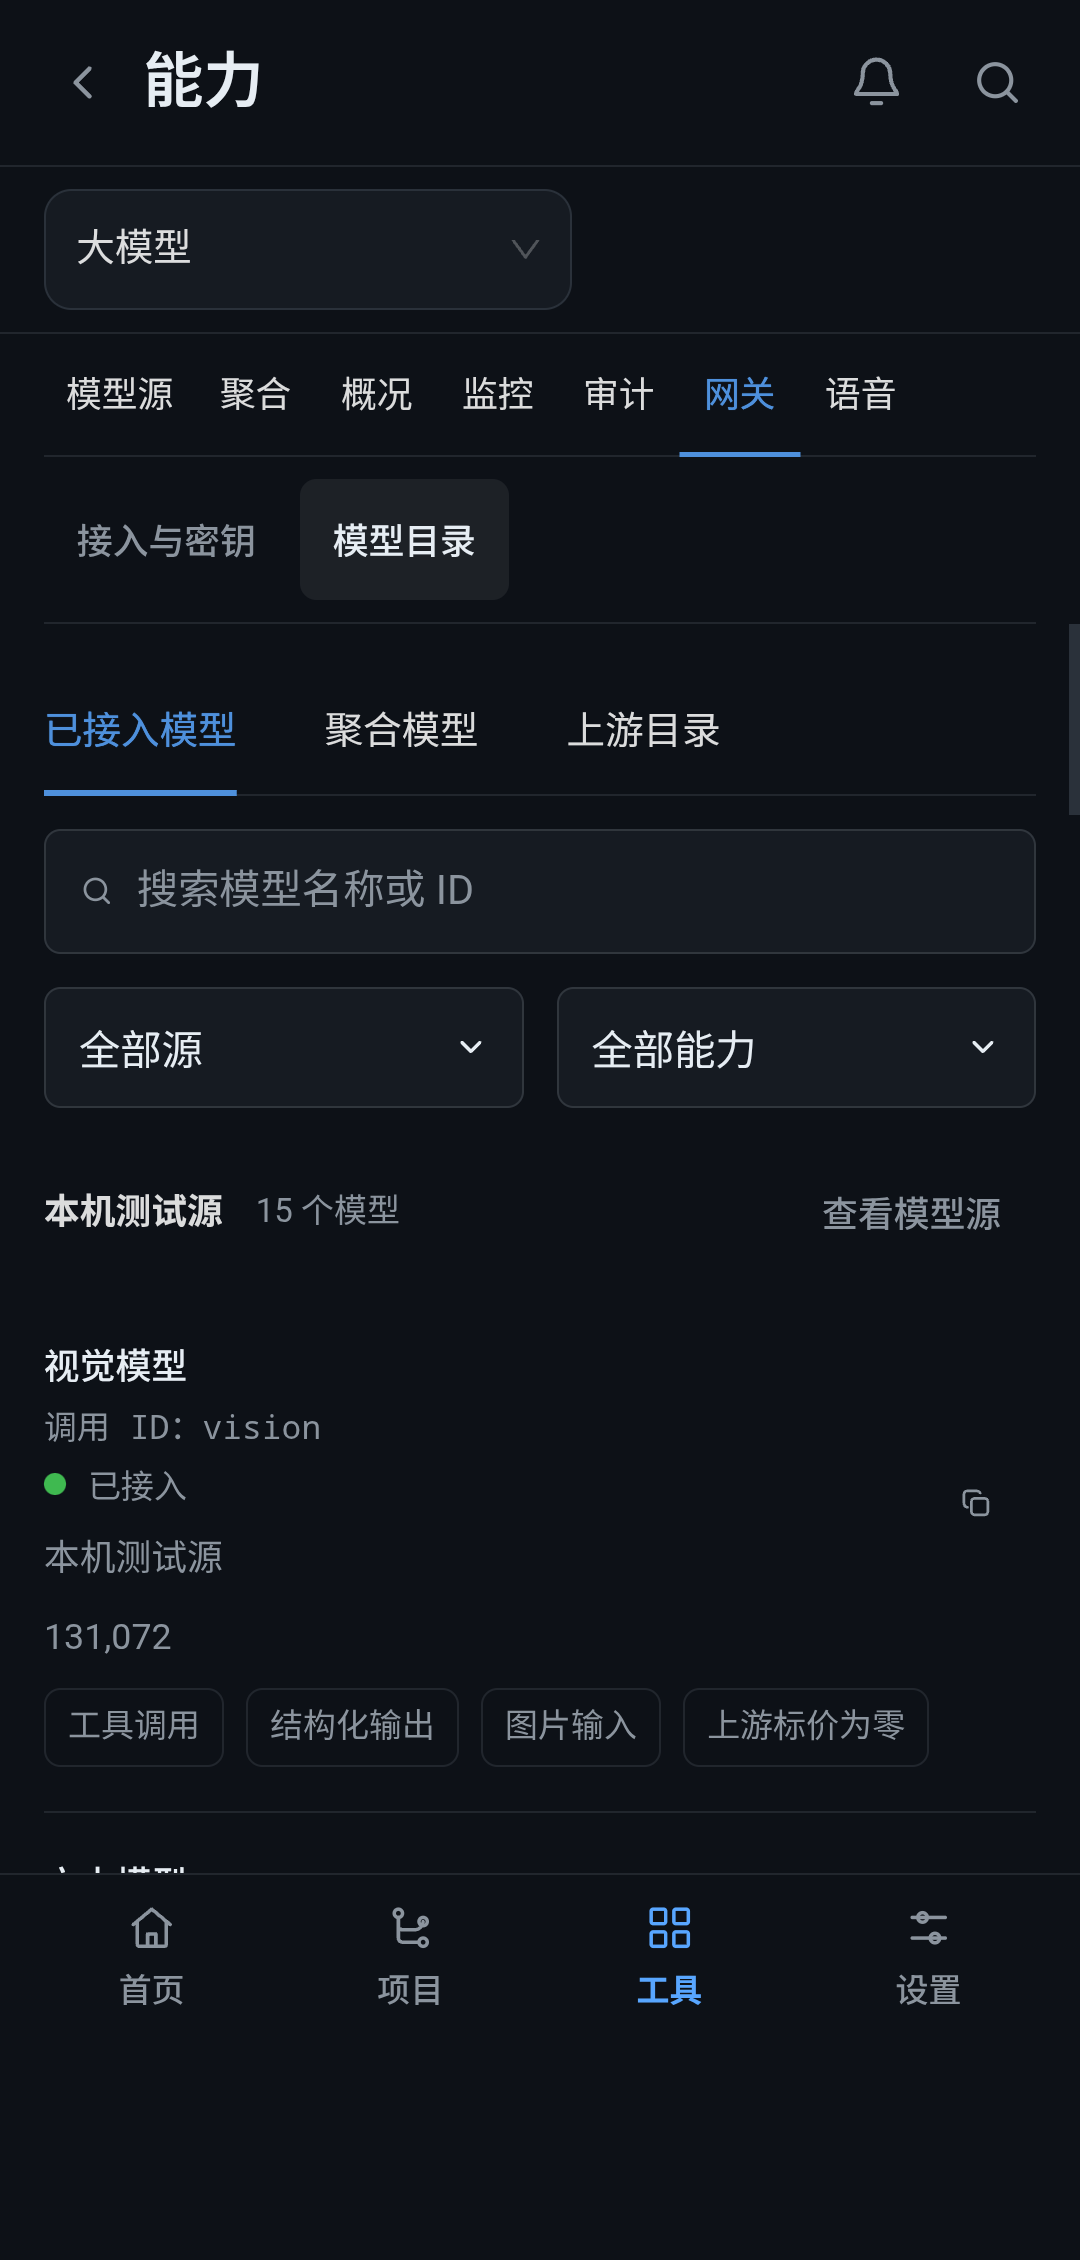 能力
大模型
模型源 聚合 概况 监控 审计 网关 语音
接入与密钥 模型目录
已接入模型 聚合模型 上游目录
搜索模型名称或 ID
全部源 全部能力
本机测试源 15 个模型 查看模型源
视觉模型
调用 ID: vision
已接入
本机测试源
131,072
工具调用 结构化输出 图片输入 上游标价为零
首页 项目 工具 设置